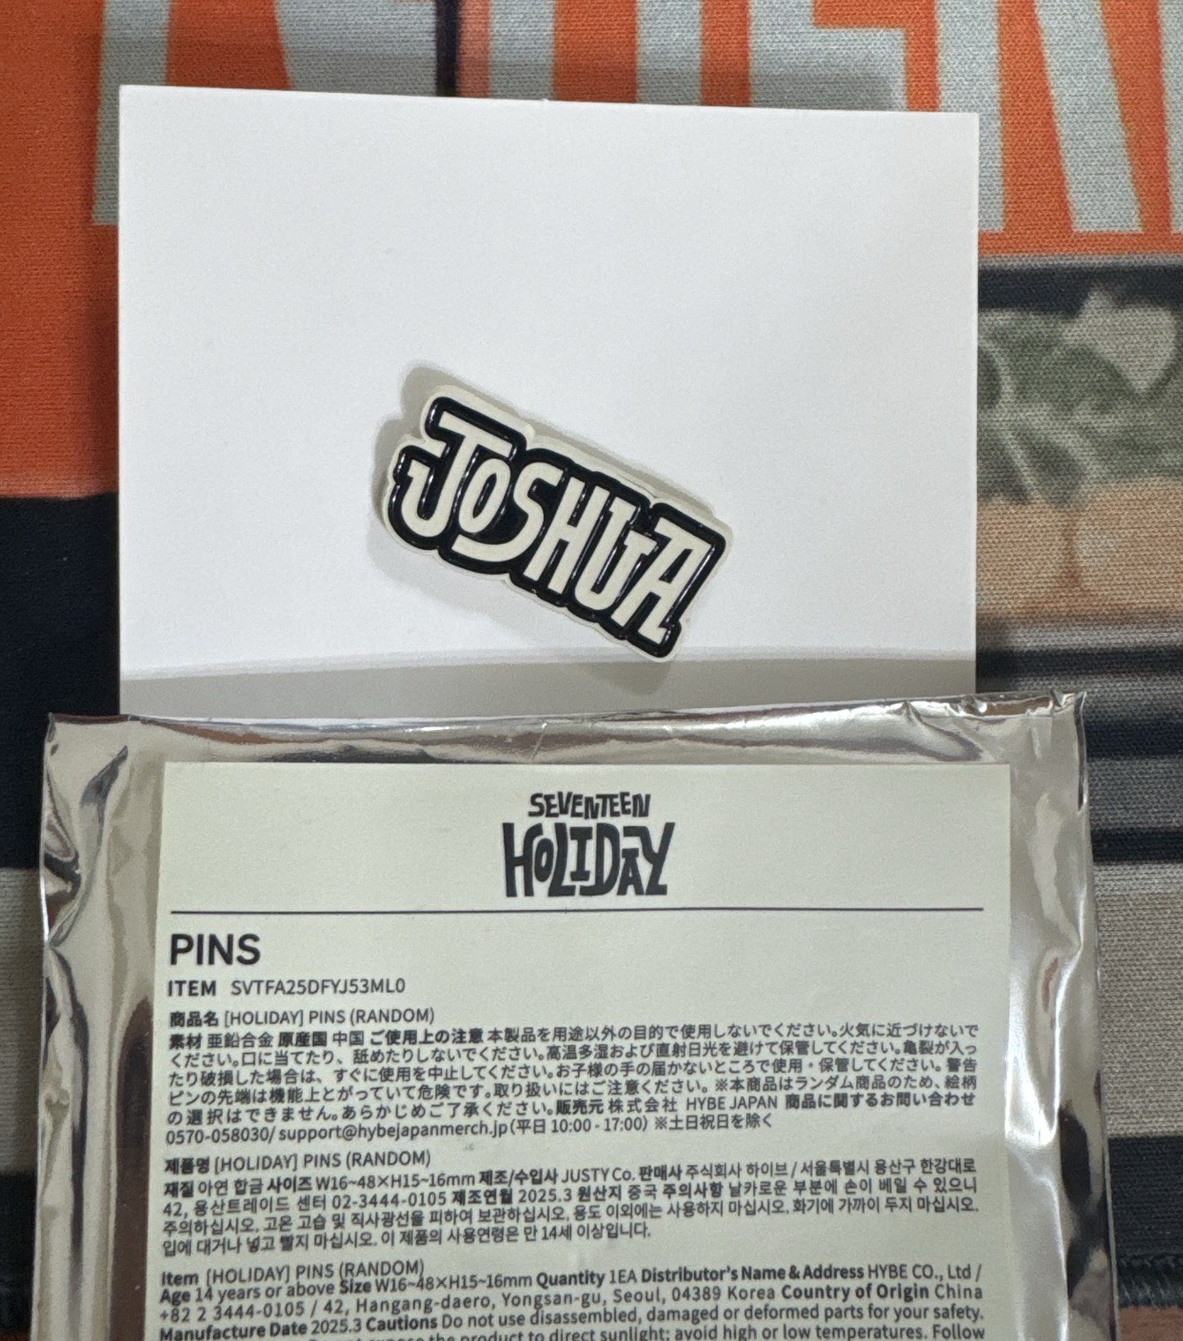 JOSHUA
SEVENTEEN
HOLIDAY
PINS
ITEM SVTFA25DFYJ53ML0
商品名 [HOLIDAY] PINS (RANDOM)
素材 亜鉛合金 原産国 中国 ご使用上の注意 本製品を用途以外の目的で使用しないでください。火気に近づけないで
ください。口に当てたり、舐めたりしないでください。高温多湿および直射日光を避けて保管してください。亀裂が入っ
たり破損した場合は、すぐに使用を中止してください。お子様の手の届かないところで使用・保管してください。警告
ピンの先端は機能上とがっていて危険です。取り扱いにはご注意ください。※本商品はランダム商品のため、絵柄
の選択はできません。あらかじめご了承ください。販売元 株式会社 HYBE JAPAN 商品に関するお問い合わせ
0570-058030/ support@hybejapanmerch.jp(平日 10:00 - 17:00) ※土日祝日を除く
제품명 [HOLIDAY] PINS (RANDOM)
재질 아연 합금 사이즈 W16~48×H15~16mm 제조/수입사 JUSTY Co. 판매사 주식회사 하이브 / 서울특별시 용산구 한강대로
42, 용산트레이드 센터 02-3444-0105 제조연월 2025.3 원산지 중국 주의사항 날카로운 부분에 손이 베일 수 있으니
주의하십시오. 고온 고습 및 직사광선을 피하여 보관하십시오. 용도 이외에는 사용하지 마십시오. 화기에 가까이 두지 마십시오.
입에 대거나 넣고 빨지 마십시오. 이 제품의 사용연령은 만 14세 이상입니다.
Item [HOLIDAY] PINS (RANDOM)
Age 14 years or above Size W16~48×H15~16mm Quantity 1EA Distributor's Name & Address HYBE CO., Ltd /
+82 2 3444-0105 / 42, Hangang-daero, Yongsan-gu, Seoul, 04389 Korea Country of Origin China
Manufacture Date 2025.3 Cautions Do not use disassembled, damaged or deformed parts for your safety.
expose the product to direct sunlight; avoid high or low temperatures. Follow